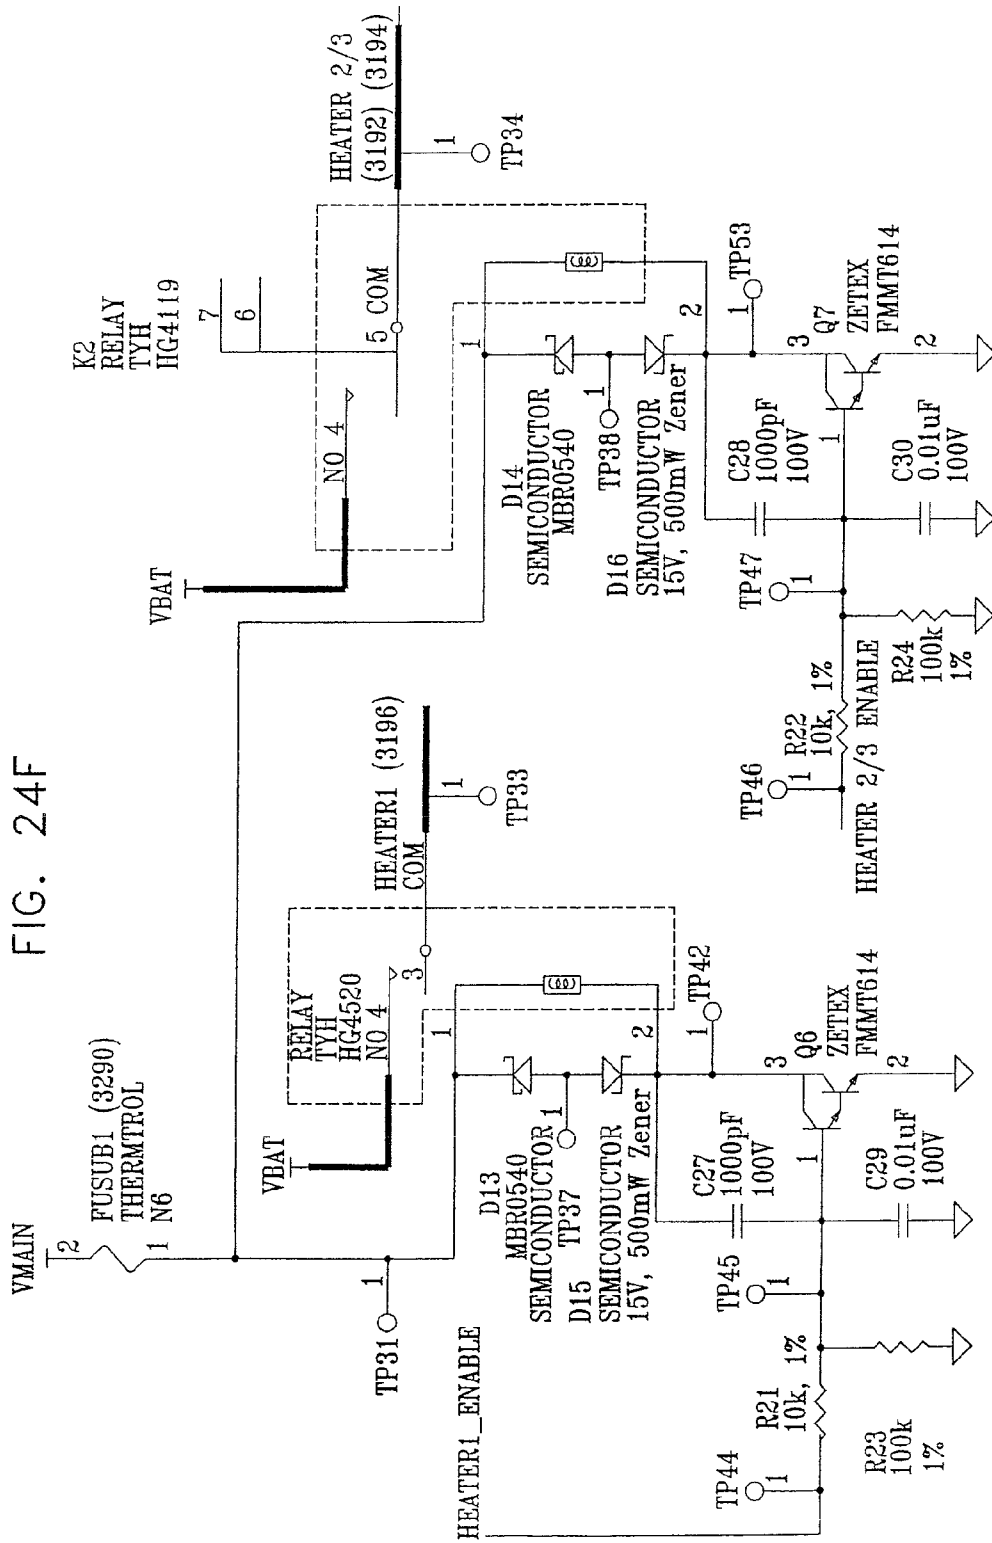 FIG. 24F
VMAIN
2
FUSUB1 (3290)
THERMTROL
N6
1
1
TP31
VBAT
RELAY
TYH
HG4520
NO 4
3
HEATER1 (3196)
COM
1
TP33
1
2
D13
MBR0540
SEMICONDUCTOR
1
TP37
D15
SEMICONDUCTOR
15V, 500mW Zener
1
TP42
C27
1000pF
100V
3
Q6
ZETEX
FMMT614
1
2
C29
0.01uF
100V
HEATER1_ENABLE
TP44
1
R21
10k, 1%
TP45
1
R23
100k
1%
K2
RELAY
TYH
HG4119
7
6
VBAT
NO 4
5 COM
HEATER 2/3
(3192) (3194)
1
TP34
1
2
D14
SEMICONDUCTOR
MBR0540
1
TP38
D16
SEMICONDUCTOR
15V, 500mW Zener
1
TP53
C28
1000pF
100V
3
Q7
ZETEX
FMMT614
1
2
C30
0.01uF
100V
TP46
1
R22
10k, 1%
TP47
1
HEATER 2/3 ENABLE
R24
100k
1%